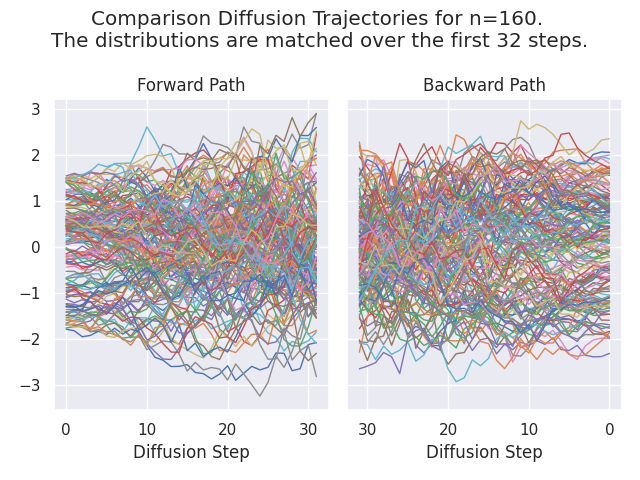 Comparison Diffusion Trajectories for n=160.
The distributions are matched over the first 32 steps.
Forward Path
Backward Path
3
2
1
0
−1
−2
−3
0 10 20 30
30 20 10 0
Diffusion Step
Diffusion Step